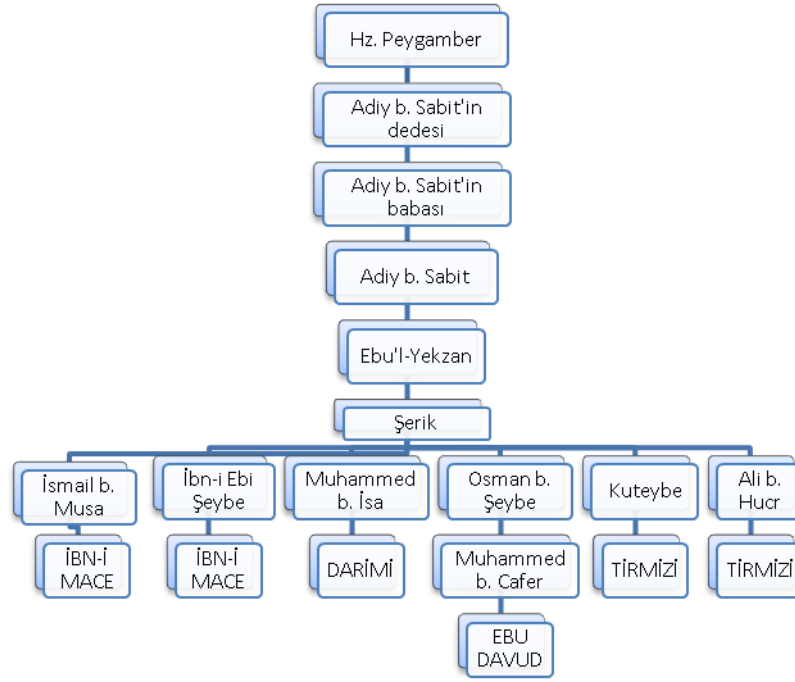 Hz. Peygamber
Adiy b. Sabit'in
dedesi
Adiy b. Sabit'in
babası
Adiy b. Sabit
Ebu'l-Yekzan
Şerik
İsmail b.
Musa
İbn-i Ebi
Şeybe
Muhammed
b. İsa
Osman b.
Şeybe
Kuteybe
Ali b.
Hucr
İBN-İ
MACE
İBN-İ
MACE
DARİMİ
Muhammed
b. Cafer
TİRMİZİ
TİRMİZİ
EBU
DAVUD